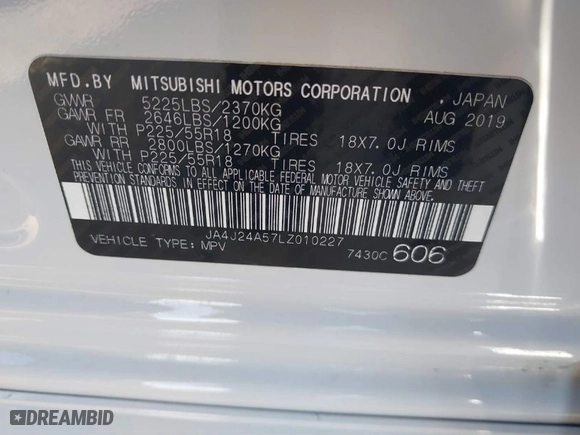 MFD.BY MITSUBISHI MOTORS CORPORATION , JAPAN
GVWR 5225LBS/2370KG AUG 2019
GAWR FR 2646LBS/1200KG
WITH P225/55R18 TIRES 18X7.0J RIMS
GAWR RR 2800LBS/1270KG
WITH P225/55R18 TIRES 18X7.0J RIMS
THIS VEHICLE CONFORMS TO ALL APPLICABLE FEDERAL MOTOR VEHICLE SAFETY AND THEFT
PREVENTION STANDARDS IN EFFECT ON THE DATE OF MANUFACTURE SHOWN ABOVE.
JA4J24A57LZ010227
VEHICLE TYPE: MPV 7430C 606
DREAMBID